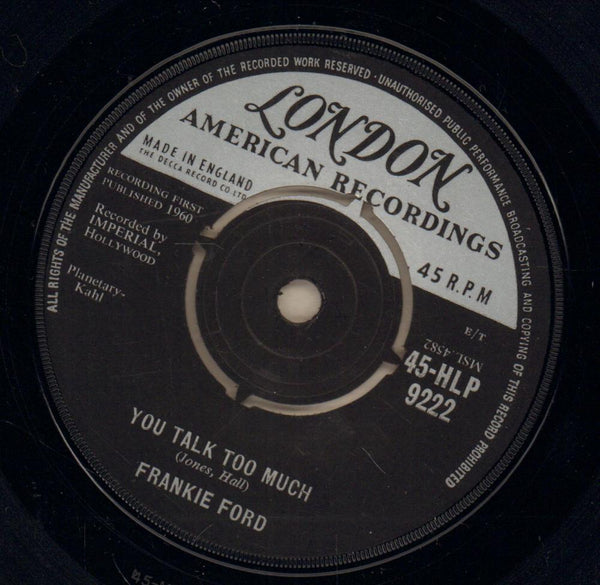 ALL RIGHTS OF THE MANUFACTURER AND OF THE OWNER OF THE RECORDED WORK RESERVED · UNAUTHORISED PUBLIC PERFORMANCE BROADCASTING AND COPYING OF THIS RECORD PROHIBITED
LONDON
AMERICAN RECORDINGS
MADE IN ENGLAND
THE DECCA RECORD CO LTD
45 R.P.M
RECORDING FIRST
PUBLISHED 1960
Recorded by
IMPERIAL,
HOLLYWOOD
Planetary-
Kahl
E/T
MSL.4582
45-HLP
9222
YOU TALK TOO MUCH
(Jones, Hall)
FRANKIE FORD